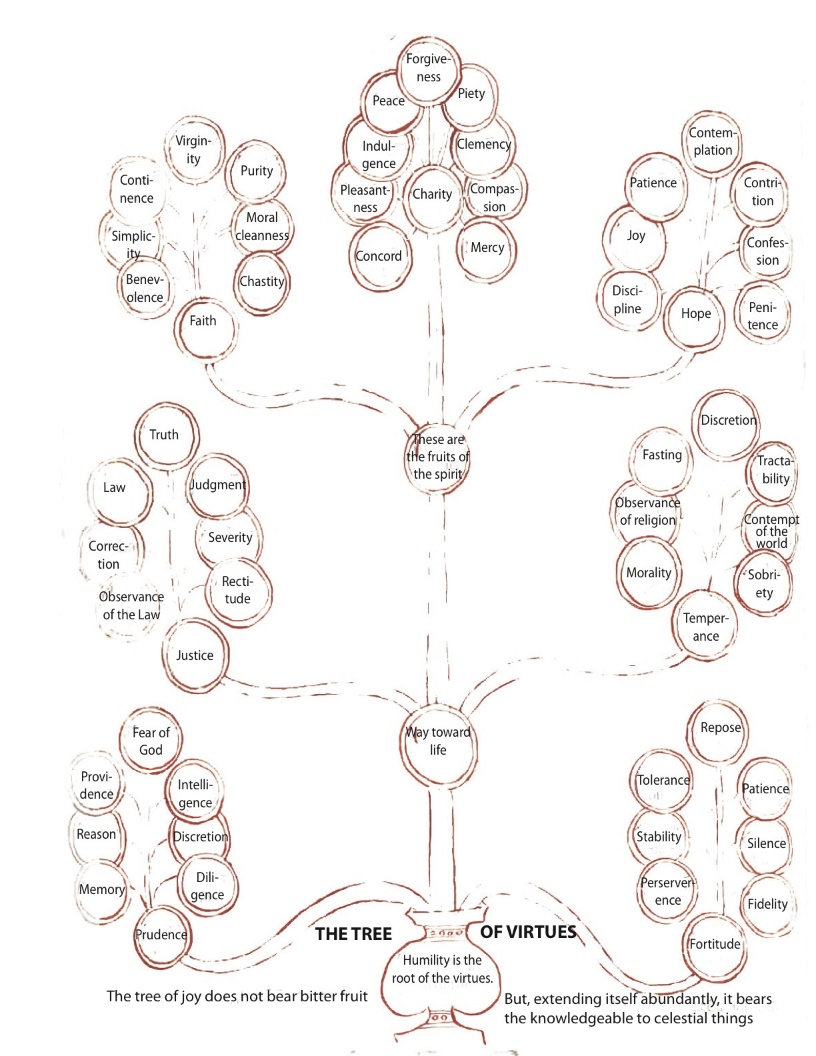 Forgive-
ness
Peace
Piety
Indul-
gence
Clemency
Pleasant-
ness
Charity
Compas-
sion
Concord
Mercy
Virgin-
ity
Conti-
nence
Purity
Simplic-
ity
Moral
cleanness
Benev-
olence
Chastity
Faith
Contem-
plation
Patience
Contri-
tion
Joy
Confes-
sion
Disci-
pline
Hope
Peni-
tence
These are
the fruits of
the spirit
Truth
Law
Judgment
Correc-
tion
Severity
Observance
of the Law
Recti-
tude
Justice
Discretion
Fasting
Tracta-
bility
Observance
of religion
Contempt
of the
world
Morality
Sobri-
ety
Temper-
ance
Way toward
life
Fear of
God
Provi-
dence
Intelli-
gence
Reason
Discretion
Memory
Dili-
gence
Prudence
Repose
Tolerance
Patience
Stability
Silence
Perserver-
ence
Fidelity
Fortitude
THE TREE
OF VIRTUES
Humility is the
root of the virtues.
The tree of joy does not bear bitter fruit
But, extending itself abundantly, it bears
the knowledgeable to celestial things